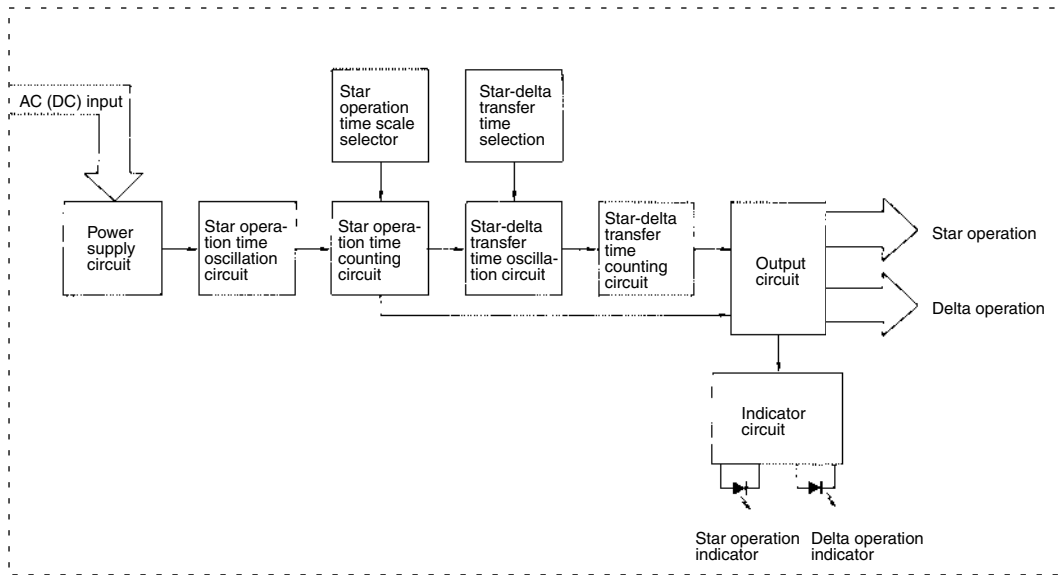 AC (DC) input
Star
operation
time scale
selector
Star-delta
transfer
time
selection
Power
supply
circuit
Star opera-
tion time
oscillation
circuit
Star opera-
tion time
counting
circuit
Star-delta
transfer
time oscilla-
tion circuit
Star-delta
transfer
time
counting
circuit
Output
circuit
Star operation
Delta operation
Indicator
circuit
Star operation
indicator
Delta operation
indicator